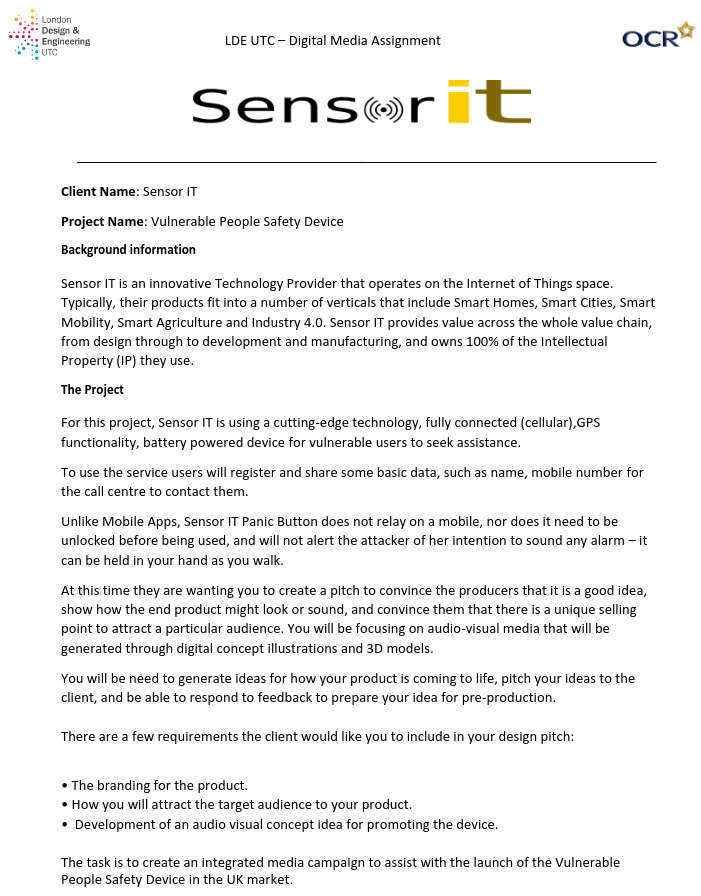 London
Design &
Engineering
UTC
LDE UTC – Digital Media Assignment
OCR
Sensor it
Client Name: Sensor IT
Project Name: Vulnerable People Safety Device
Background information
Sensor IT is an innovative Technology Provider that operates on the Internet of Things space.
Typically, their products fit into a number of verticals that include Smart Homes, Smart Cities, Smart
Mobility, Smart Agriculture and Industry 4.0. Sensor IT provides value across the whole value chain,
from design through to development and manufacturing, and owns 100% of the Intellectual
Property (IP) they use.
The Project
For this project, Sensor IT is using a cutting-edge technology, fully connected (cellular),GPS
functionality, battery powered device for vulnerable users to seek assistance.
To use the service users will register and share some basic data, such as name, mobile number for
the call centre to contact them.
Unlike Mobile Apps, Sensor IT Panic Button does not relay on a mobile, nor does it need to be
unlocked before being used, and will not alert the attacker of her intention to sound any alarm – it
can be held in your hand as you walk.
At this time they are wanting you to create a pitch to convince the producers that it is a good idea,
show how the end product might look or sound, and convince them that there is a unique selling
point to attract a particular audience. You will be focusing on audio-visual media that will be
generated through digital concept illustrations and 3D models.
You will be need to generate ideas for how your product is coming to life, pitch your ideas to the
client, and be able to respond to feedback to prepare your idea for pre-production.
There are a few requirements the client would like you to include in your design pitch:
• The branding for the product.
• How you will attract the target audience to your product.
•  Development of an audio visual concept idea for promoting the device.
The task is to create an integrated media campaign to assist with the launch of the Vulnerable
People Safety Device in the UK market.